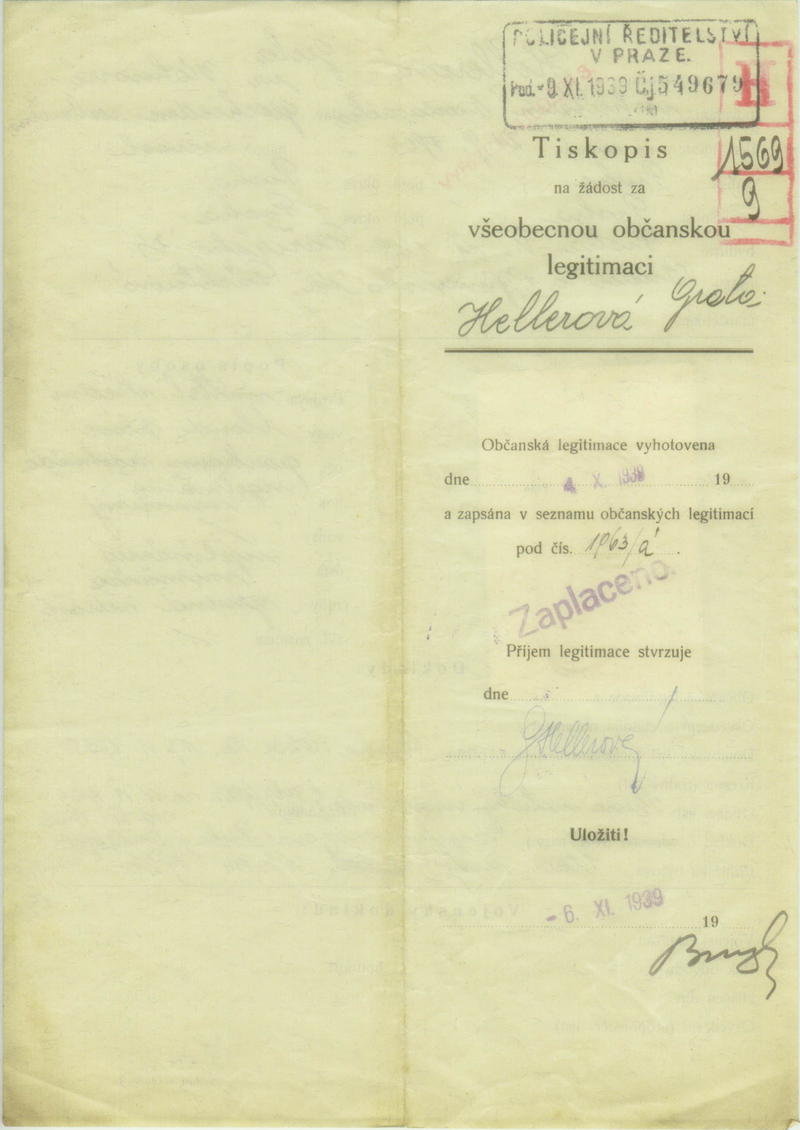 POLICEJNÍ ŘEDITELSTVÍ
V PRAZE.
Pod. - 9. XI. 1939 Čj 549679
H
1569
9
Tiskopis
na žádost za
všeobecnou občanskou
legitimaci
Hellerová Greta
Občanská legitimace vyhotovena
dne 4 X. 1939 19
a zapsána v seznamu občanských legitimací
pod čís. 1963/á .
Zaplaceno.
Příjem legitimace stvrzuje
dne
GHellerová
Uložiti!
- 6. XI. 1939 19